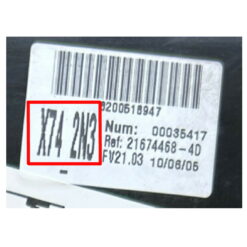 8200518947
X74 2N3
Num: 00035417
Ref: 21674468-4D
FV21.03 10/06/05